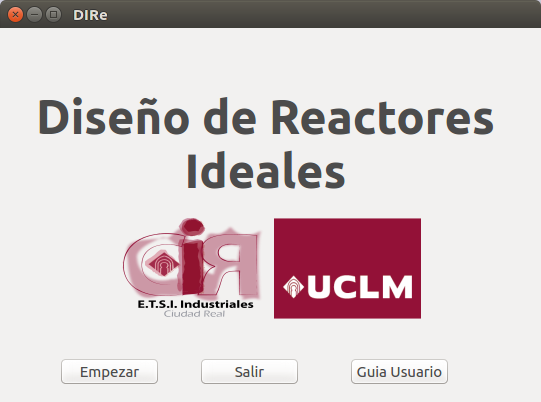 DIRe
Diseño de Reactores
Ideales
CiR
UCLM
E.T.S.I. Industriales
Ciudad Real
Empezar
Salir
Guia Usuario